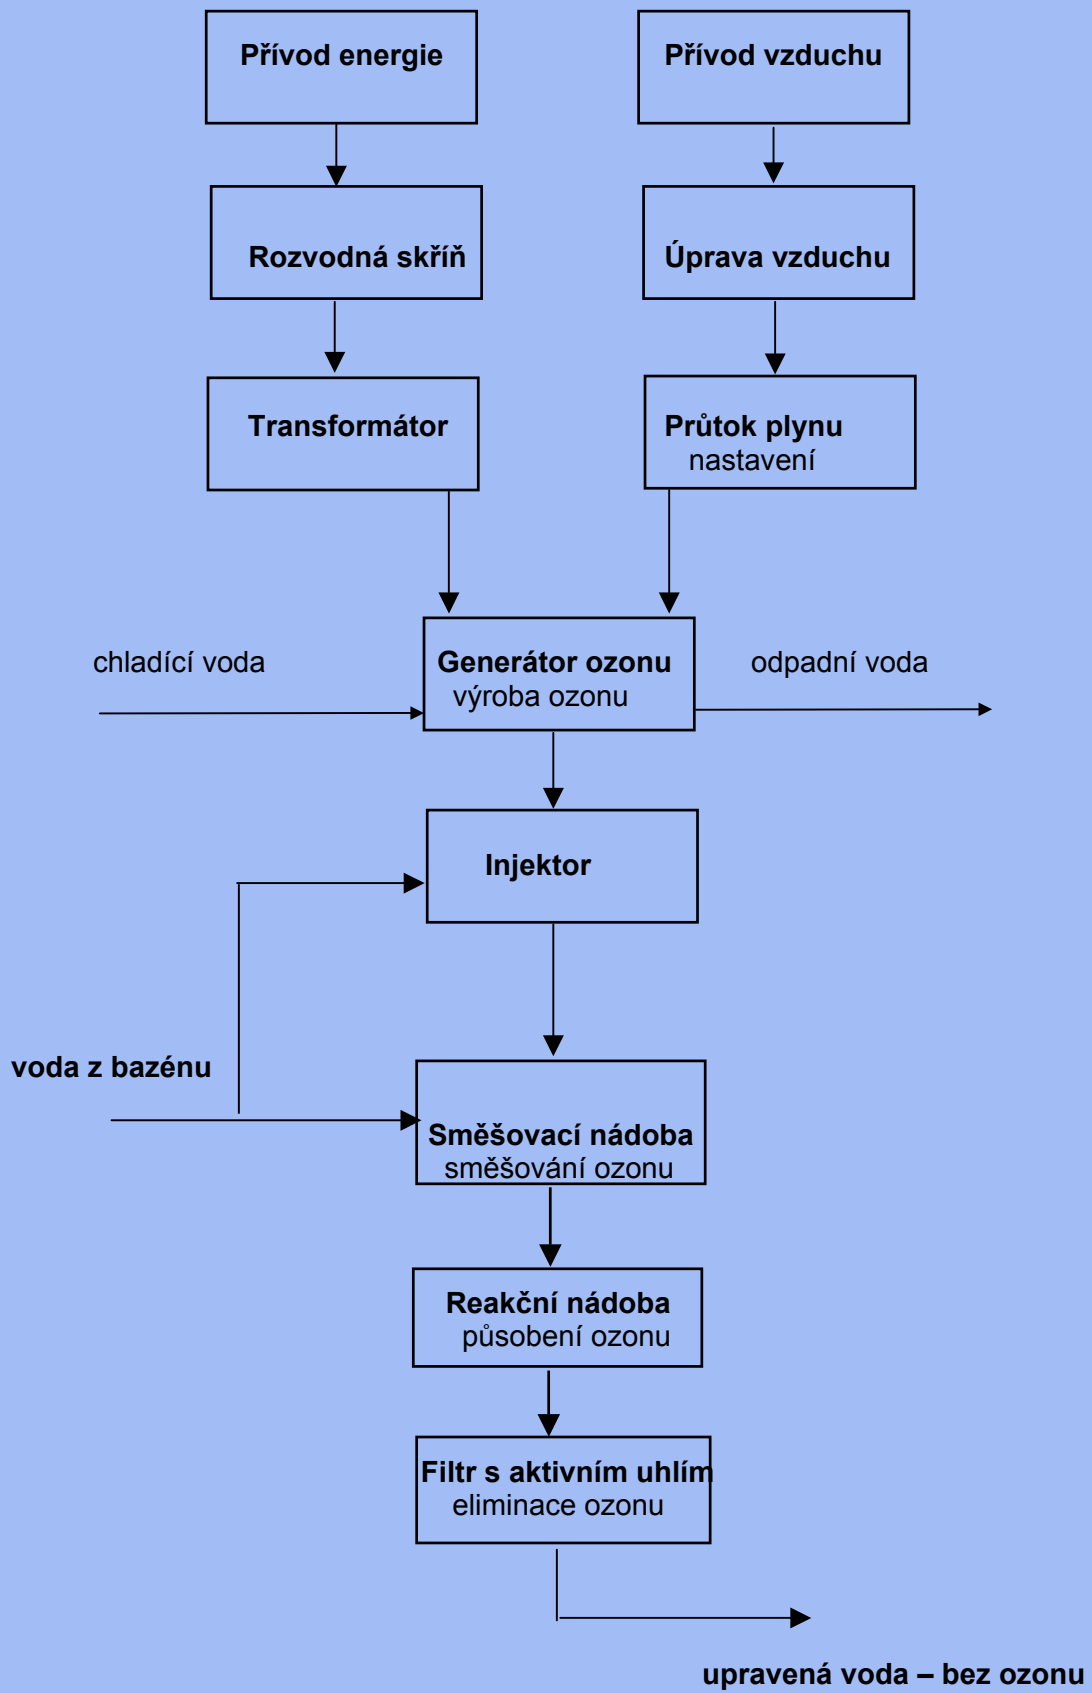 Přívod energie
Přívod vzduchu
Rozvodná skříň
Úprava vzduchu
Transformátor
Průtok plynu
nastavení
chladící voda
Generátor ozonu
výroba ozonu
odpadní voda
Injektor
voda z bazénu
Směšovací nádoba
směšování ozonu
Reakční nádoba
působení ozonu
Filtr s aktivním uhlím
eliminace ozonu
upravená voda – bez ozonu